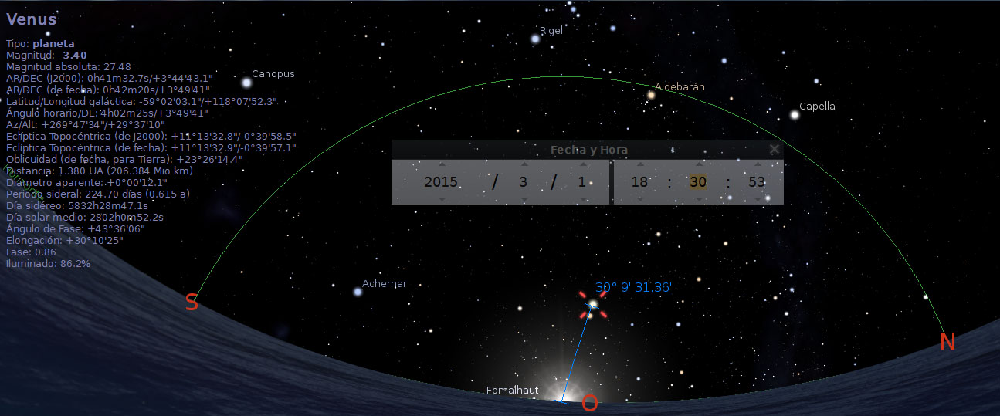 Venus
Tipo: planeta
Magnitud: -3.40
Magnitud absoluta: 27.48
AR/DEC (J2000): 0h41m32.7s/+3°44'43.1"
AR/DEC (de fecha): 0h42m20s/+3°49'41"
Latitud/Longitud galáctica: -59°02'03.1"/+118°07'52.3"
Ángulo horario/DE: 4h02m25s/+3°49'41"
Az/Alt: +269°47'34"/+29°37'10"
Eclíptica Topocéntrica (de J2000): +11°13'32.8"/-0°39'58.5"
Eclíptica Topocéntrica (de fecha): +11°13'32.9"/-0°39'57.1"
Oblicuidad (de fecha, para Tierra): +23°26'14.4"
Distancia: 1.380 UA (206.384 Mio km)
Diámetro aparente: +0°00'12.1"
Periodo sideral: 224.70 días (0.615 a)
Día sidéreo: 5832h28m47.1s
Día solar medio: 2802h0m52.2s
Ángulo de Fase: +43°36'06"
Elongación: +30°10'25"
Fase: 0.86
Iluminado: 86.2%
Rigel
Canopus
Aldebarán
Capella
Fecha y Hora
2015 / 3 / 1 18 : 30 : 53
Achernar
30° 9' 31.36"
S
N
Fomalhaut
O